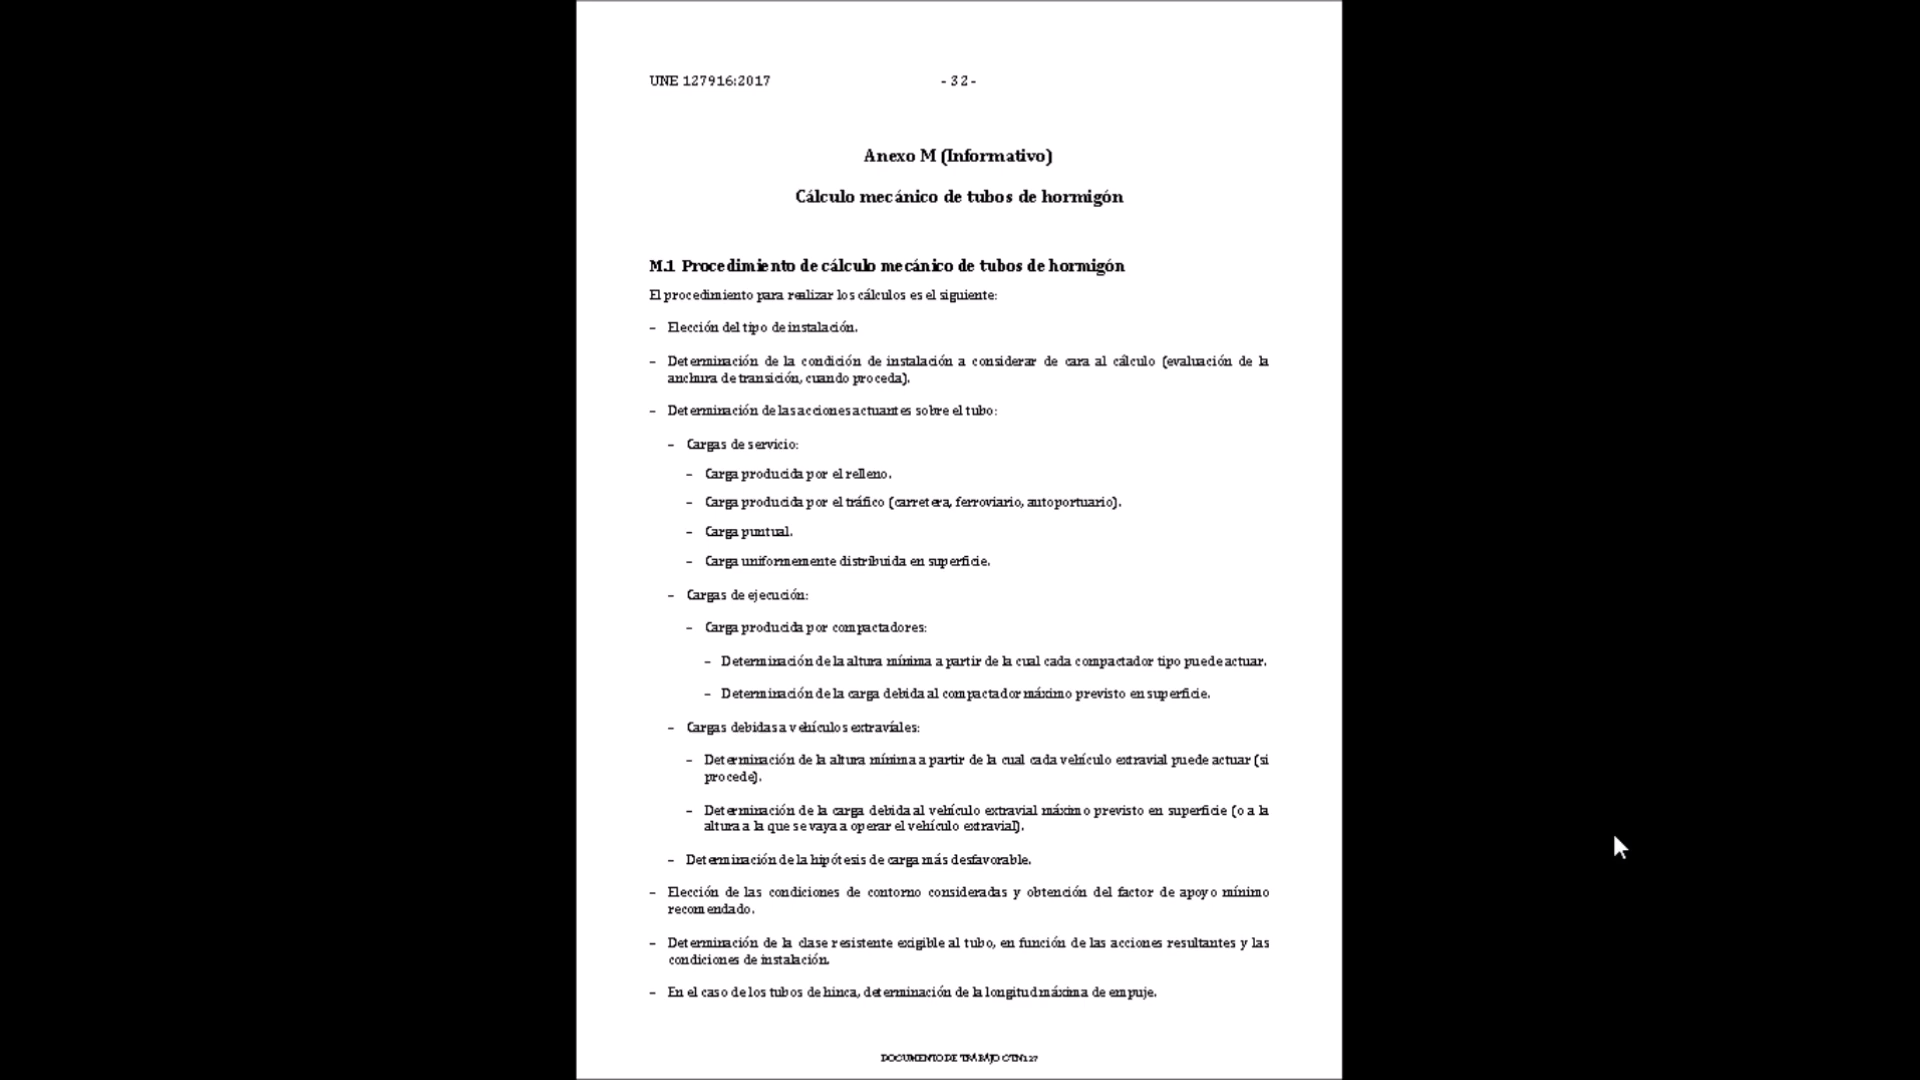 UNE 127916:2017
- 32 -
Anexo M (Informativo)
Cálculo mecánico de tubos de hormigón
M.1 Procedimiento de cálculo mecánico de tubos de hormigón
El procedimiento para realizar los cálculos es el siguiente:
– Elección del tipo de instalación.
– Determinación de la condición de instalación a considerar de cara al cálculo (evaluación de la
anchura de transición, cuando proceda).
– Determinación de las acciones actuantes sobre el tubo:
– Cargas de servicio:
– Carga producida por el relleno.
– Carga producida por el tráfico (carretera, ferroviario, autoportuario).
– Carga puntual.
– Carga uniformemente distribuida en superficie.
– Cargas de ejecución:
– Carga producida por compactadores:
– Determinación de la altura mínima a partir de la cual cada compactador tipo puede actuar.
– Determinación de la carga debida al compactador máximo previsto en superficie.
– Cargas debidas a vehículos extraviales:
– Determinación de la altura mínima a partir de la cual cada vehículo extravial puede actuar (si
procede).
– Determinación de la carga debida al vehículo extravial máximo previsto en superficie (o a la
altura a la que se vaya a operar el vehículo extravial).
– Determinación de la hipótesis de carga más desfavorable.
– Elección de las condiciones de contorno consideradas y obtención del factor de apoyo mínimo
recomendado.
– Determinación de la clase resistente exigible al tubo, en función de las acciones resultantes y las
condiciones de instalación.
– En el caso de los tubos de hinca, determinación de la longitud máxima de empuje.
DOCUMENTO DE TRABAJO CTN127